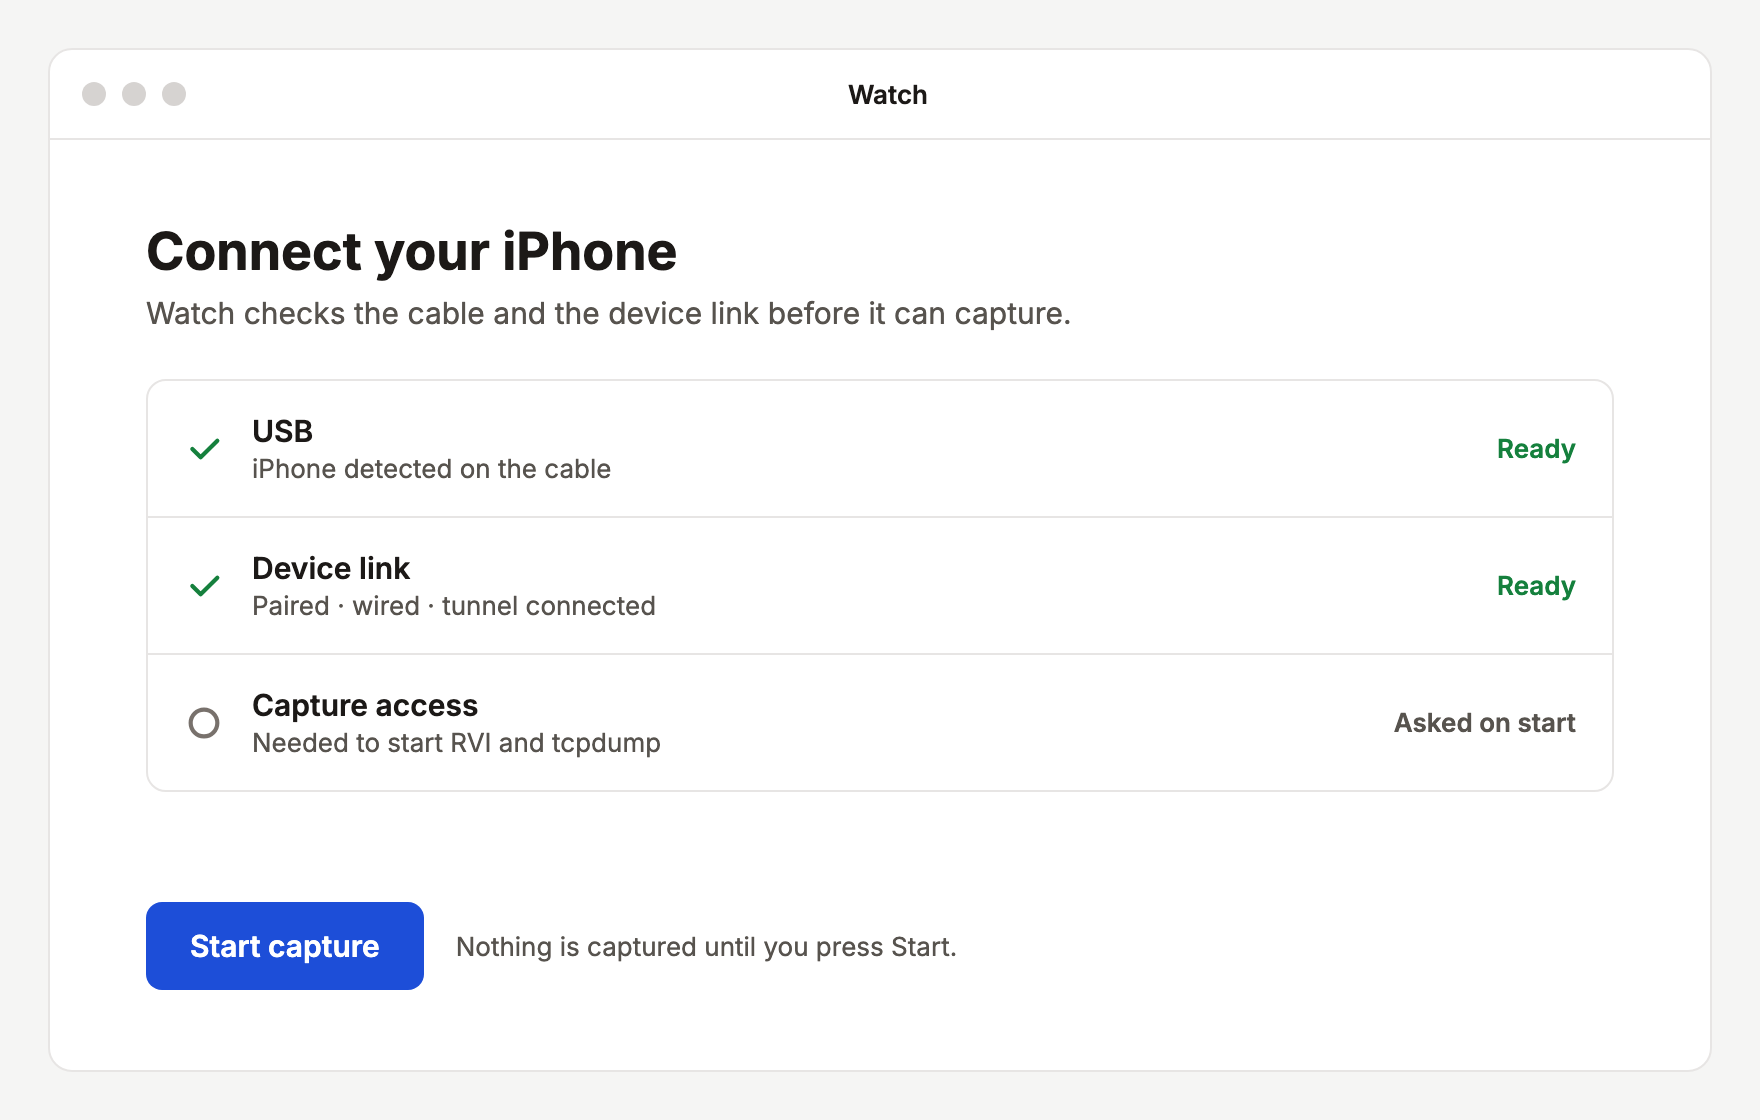 Watch
Connect your iPhone
Watch checks the cable and the device link before it can capture.
USB
iPhone detected on the cable
Ready
Device link
Paired · wired · tunnel connected
Ready
Capture access
Needed to start RVI and tcpdump
Asked on start
Start capture
Nothing is captured until you press Start.